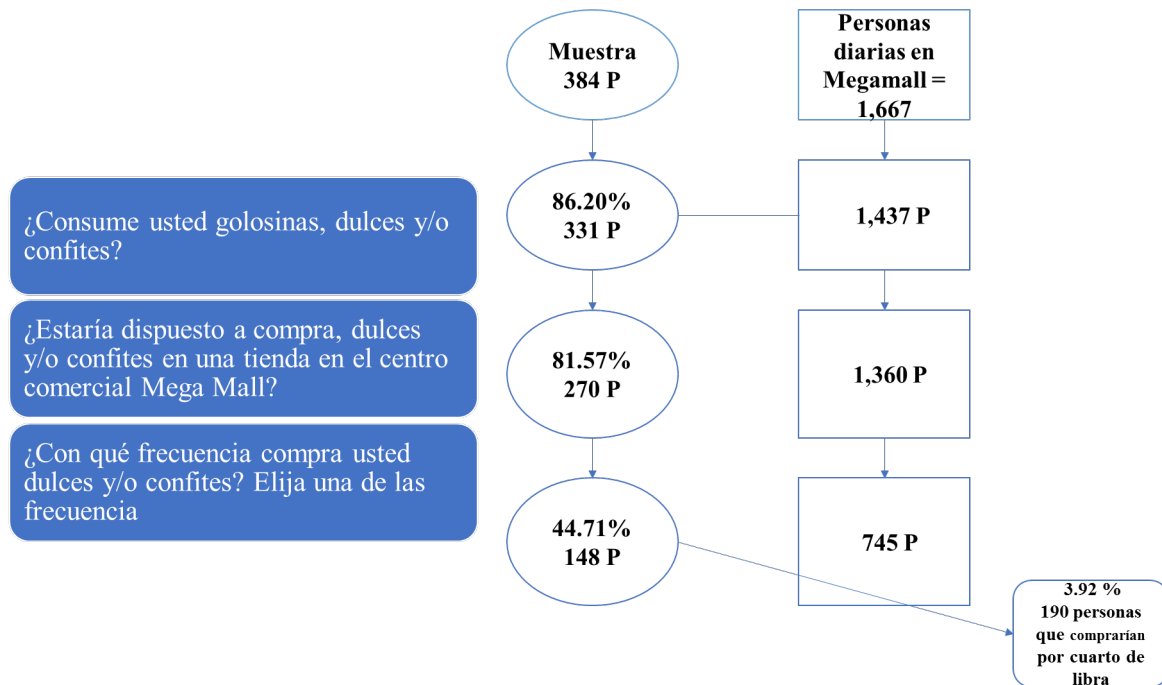 Muestra
384 P
Personas
diarias en
Megamall =
1,667
¿Consume usted golosinas, dulces y/o
confites?
86.20%
331 P
1,437 P
¿Estaría dispuesto a compra, dulces
y/o confites en una tienda en el centro
comercial Mega Mall?
81.57%
270 P
1,360 P
¿Con qué frecuencia compra usted
dulces y/o confites? Elija una de las
frecuencia
44.71%
148 P
745 P
3.92 %
190 personas
que comprarían
por cuarto de
libra